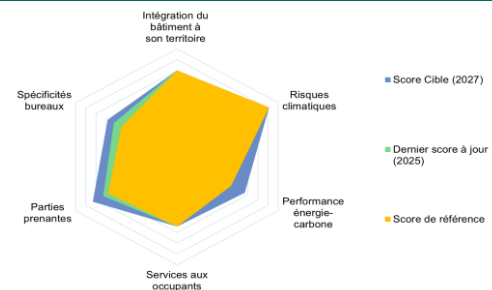 Intégration du
bâtiment à
son territoire
Risques
climatiques
Performance
énergie-
carbone
Services aux
occupants
Parties
prenantes
Spécificités
bureaux
Score Cible (2027)
Dernier score à jour
(2025)
Score de référence